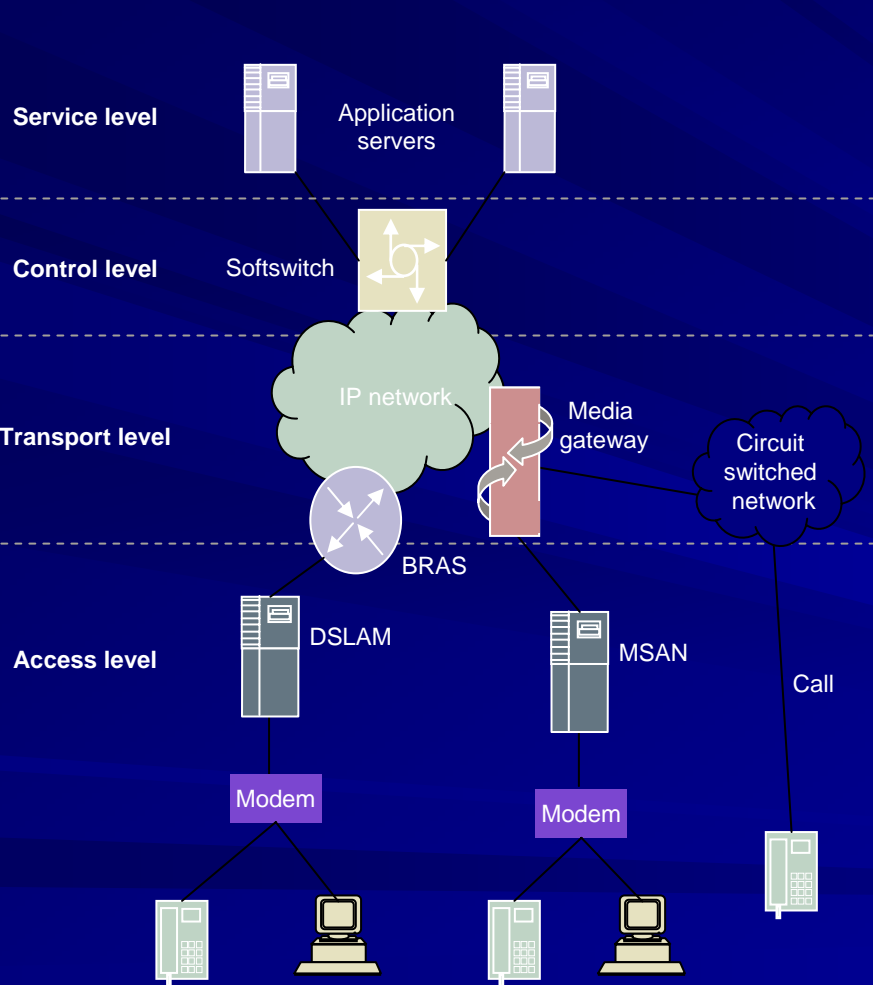 Service level
Application
servers
Control level
Softswitch
IP network
Transport level
Media
gateway
Circuit
switched
network
BRAS
DSLAM
MSAN
Access level
Call
Modem
Modem